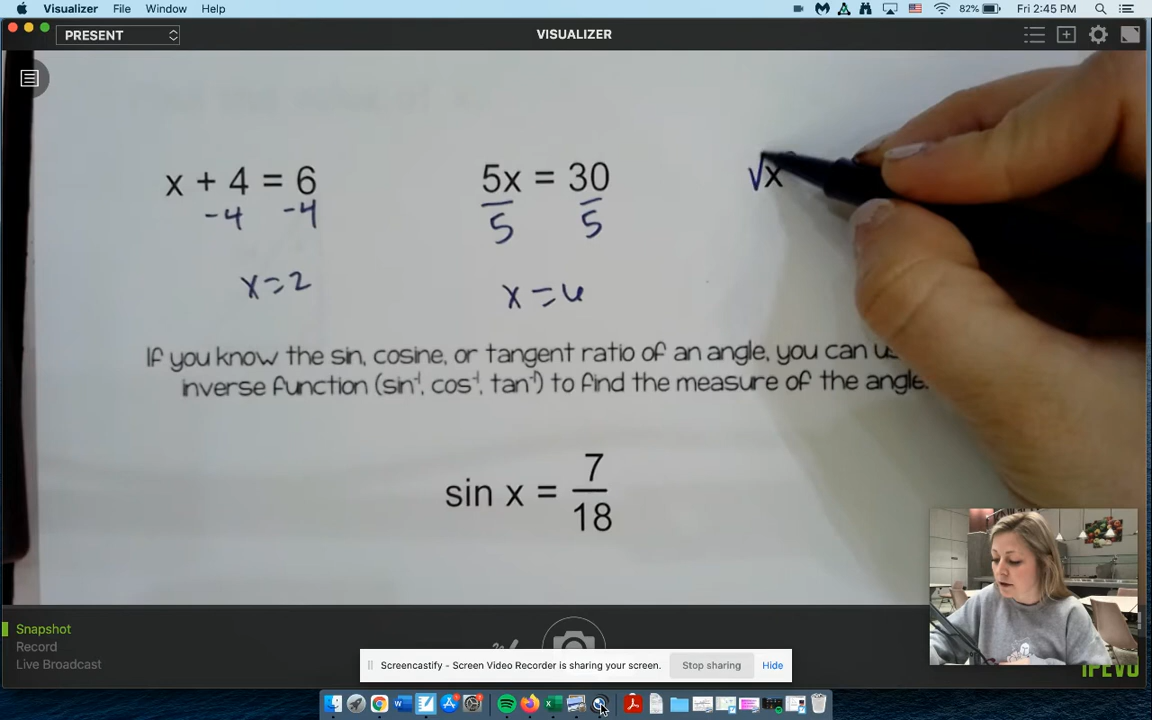 Visualizer File Window Help
82% Fri 2:45 PM
PRESENT
VISUALIZER
x + 4 = 6
-4 -4
x=2
5x = 30
5 5
x=6
√x
If you know the sin, cosine, or tangent ratio of an angle, you can
inverse function (sin⁻¹, cos⁻¹, tan⁻¹) to find the measure of the angle.
sin x = 7
18
Snapshot
Record
Live Broadcast
Screencastify - Screen Video Recorder is sharing your screen. Stop sharing Hide
IPEVO